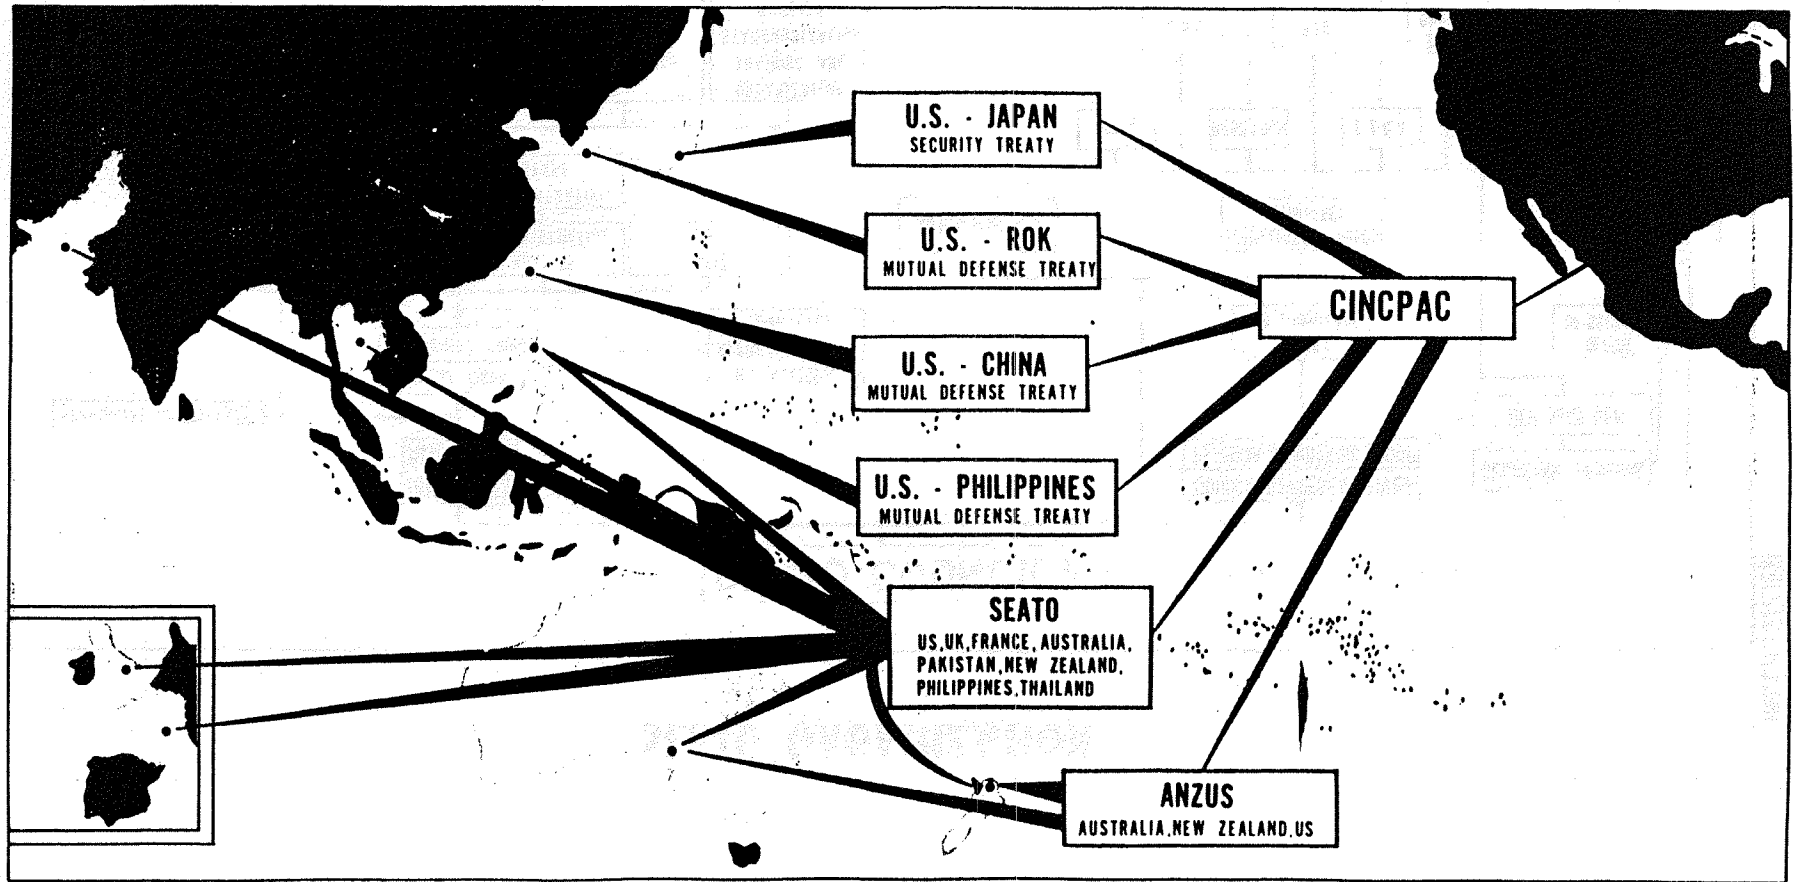 U.S. - JAPAN
SECURITY TREATY
U.S. - ROK
MUTUAL DEFENSE TREATY
CINCPAC
U.S. - CHINA
MUTUAL DEFENSE TREATY
U.S. - PHILIPPINES
MUTUAL DEFENSE TREATY
SEATO
US,UK,FRANCE, AUSTRALIA,
PAKISTAN,NEW ZEALAND,
PHILIPPINES,THAILAND
ANZUS
AUSTRALIA,NEW ZEALAND,US